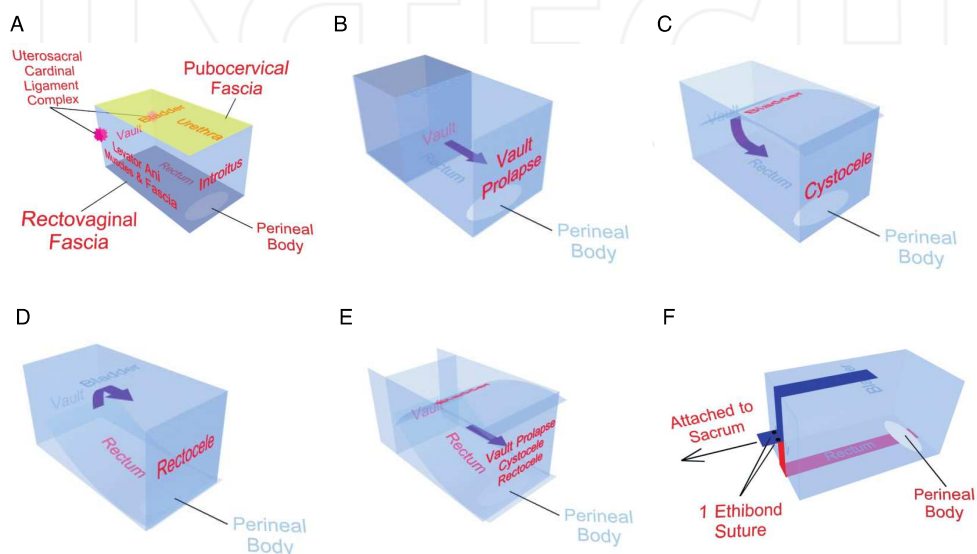 A
Uterosacral
Cardinal
Ligament
Complex
Pubocervical
Fascia
Bladder
Urethra
Vault
Levator Ani
Muscles & Fascia
Rectum
Introitus
Rectovaginal
Fascia
Perineal
Body
B
Vault
Rectum
Vault
Prolapse
Perineal
Body
C
Bladder
Vault
Rectum
Cystocele
Perineal
Body
D
Bladder
Vault
Rectum
Rectocele
Perineal
Body
E
Vault
Rectum
Vault Prolapse
Cystocele
Rectocele
Perineal
Body
F
Attached to
Sacrum
Rectum
1 Ethibond
Suture
Perineal
Body